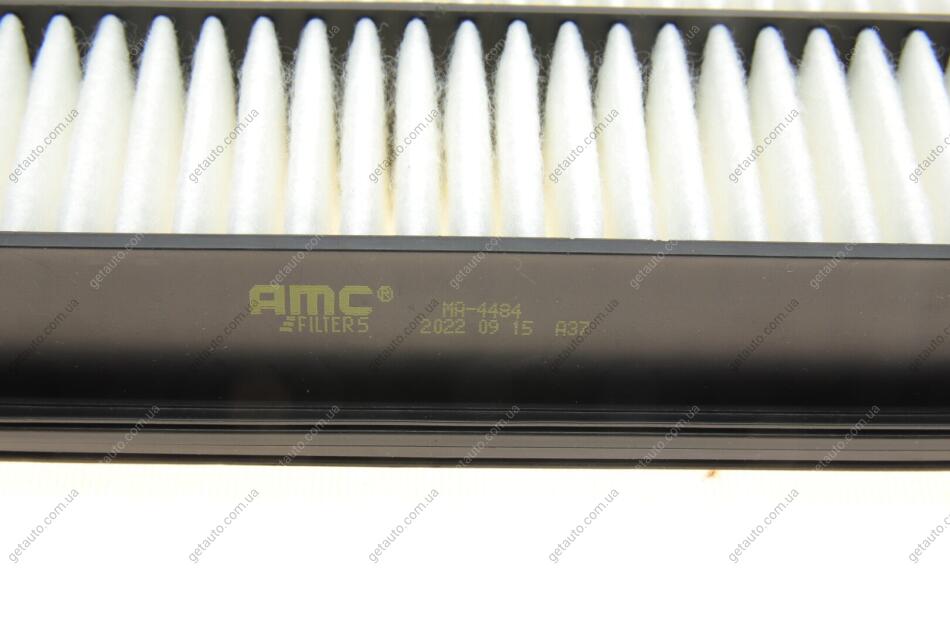 AMC® MA-4484
FILTERS 2022 09 15 A37
getauto.com.ua